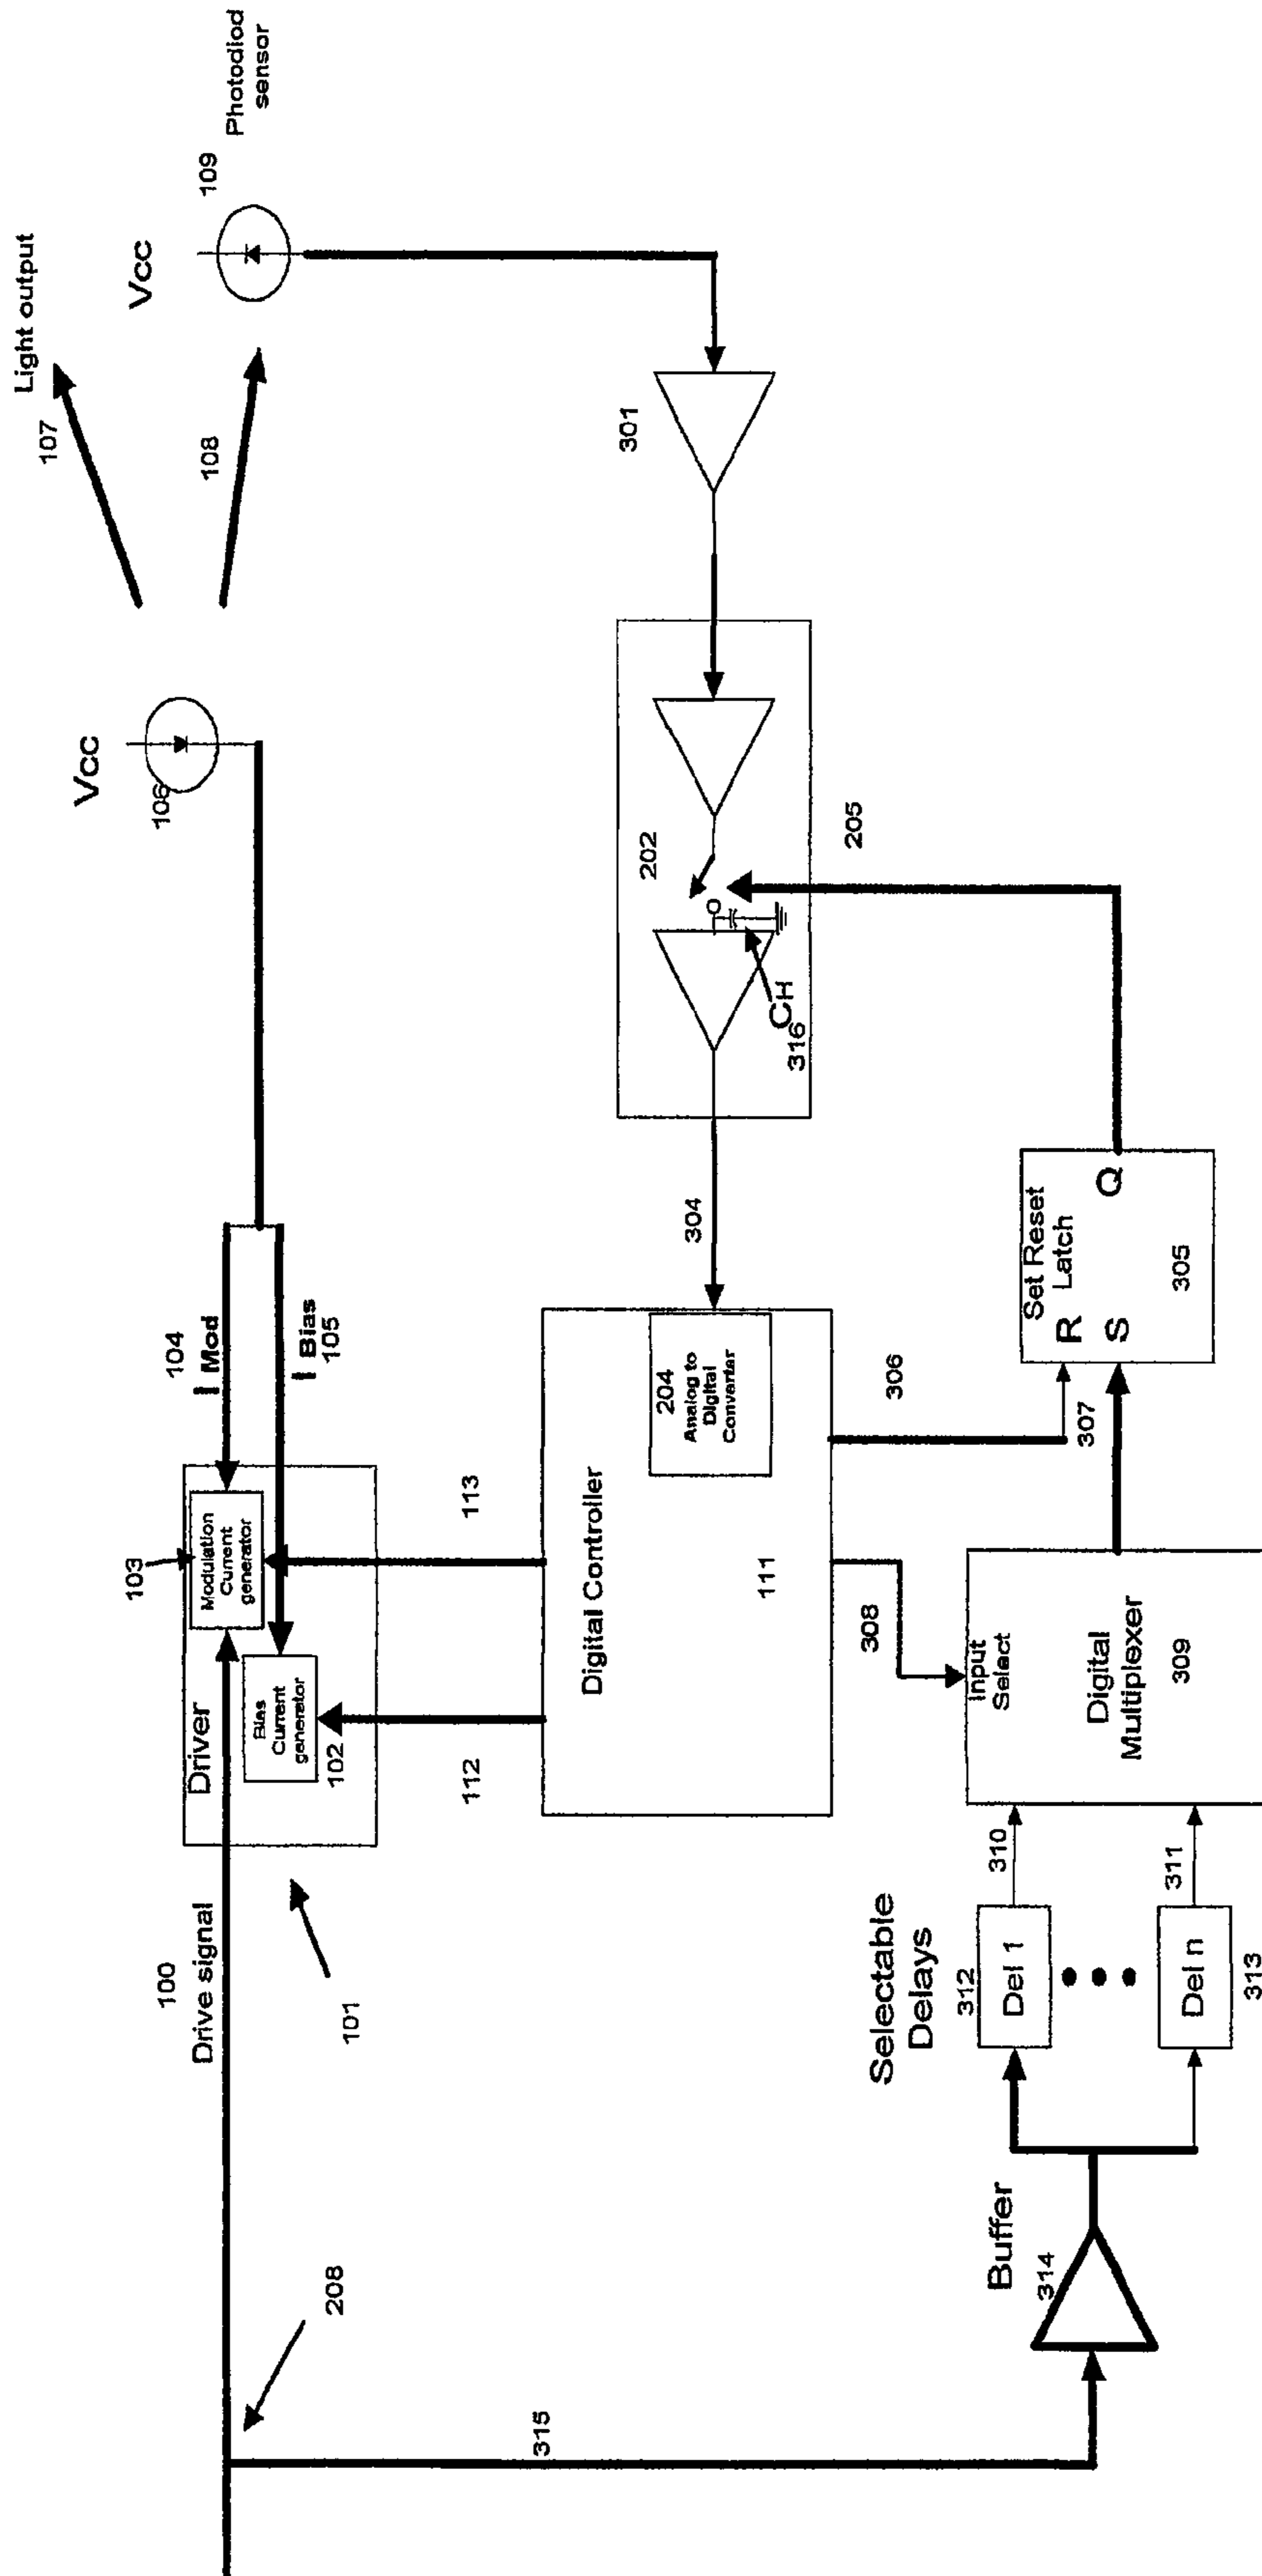 Light output
107
108
Vcc
109
Photodiod
sensor
Vcc
106
301
202
205
CH
316
304
104
I Mod
I Bias
105
103
Modulation
Current
generator
Driver
Bias
Current
generator
102
113
112
Digital Controller
111
204
Analog to
Digital
Converter
306
308
Set Reset
Latch
R
S
Q
305
307
Input
Select
Digital
Multiplexer
309
310
311
Selectable
Delays
312
Del 1
Del n
313
Buffer
314
100
Drive signal
101
208
315